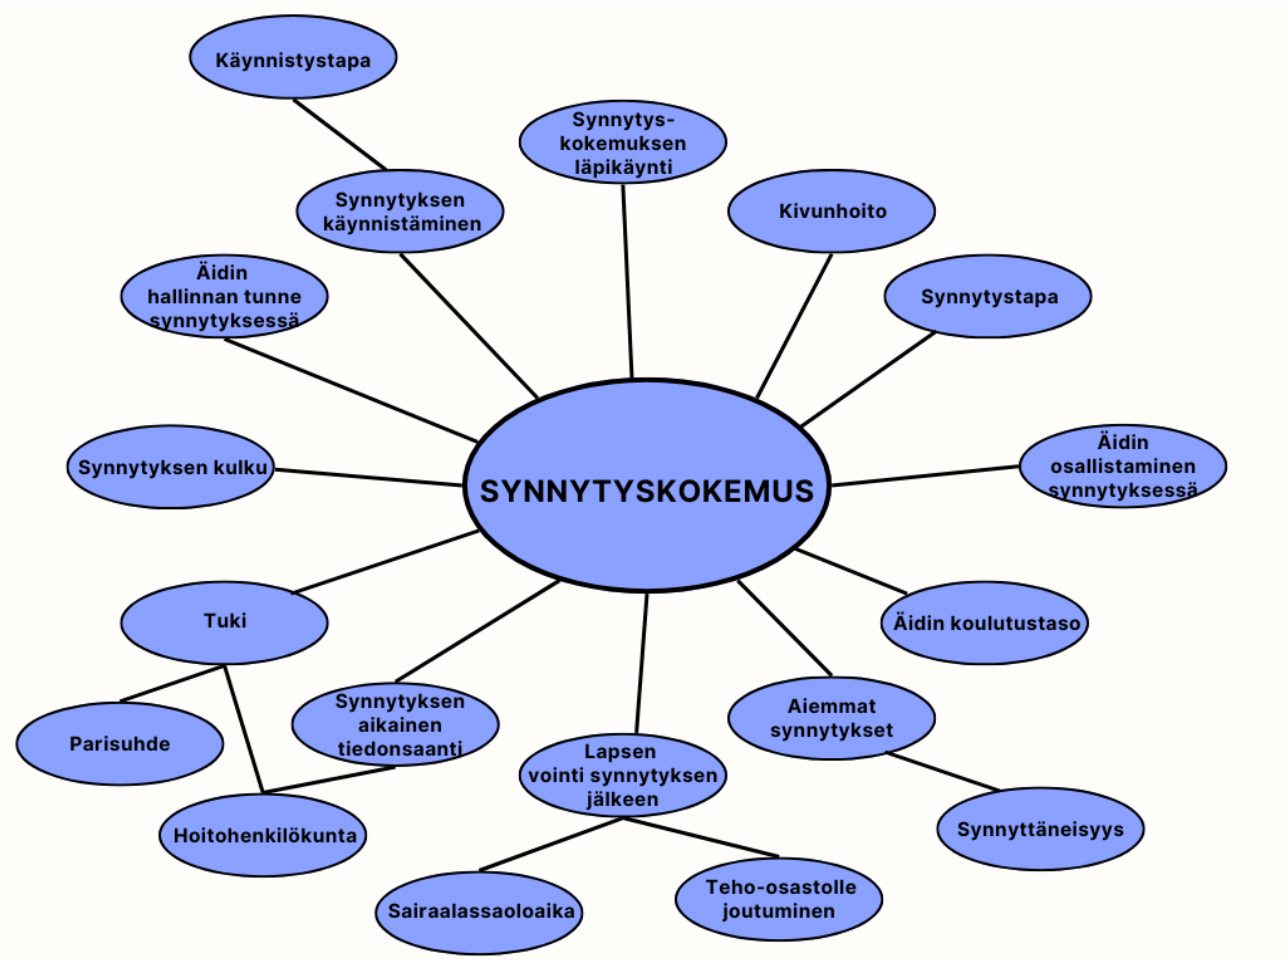 Käynnistystapa
Synnytys-
kokemuksen
läpikäynti
Synnytyksen
käynnistäminen
Kivunhoito
Äidin
hallinnan tunne
synnytyksessä
Synnytystapa
Synnytyksen kulku
SYNNYTYSKOKEMUS
Äidin
osallistaminen
synnytyksessä
Tuki
Äidin koulutustaso
Parisuhde
Synnytyksen
aikainen
tiedonsaanti
Aiemmat
synnytykset
Lapsen
vointi synnytyksen
jälkeen
Hoitohenkilökunta
Synnyttäneisyys
Sairaalassaoloaika
Teho-osastolle
joutuminen